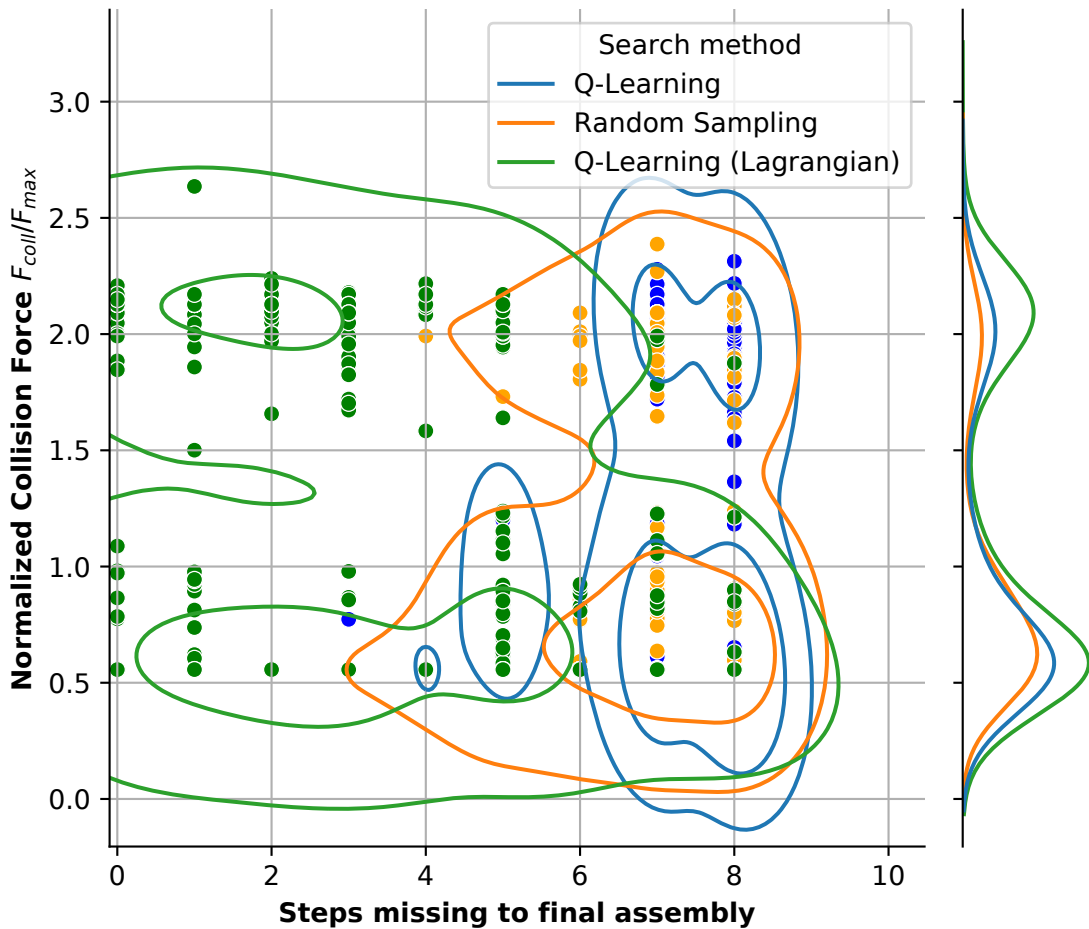 Search method
Q-Learning
Random Sampling
Q-Learning (Lagrangian)
Normalized Collision Force F_coll/F_max
3.0
2.5
2.0
1.5
1.0
0.5
0.0
0 2 4 6 8 10
Steps missing to final assembly